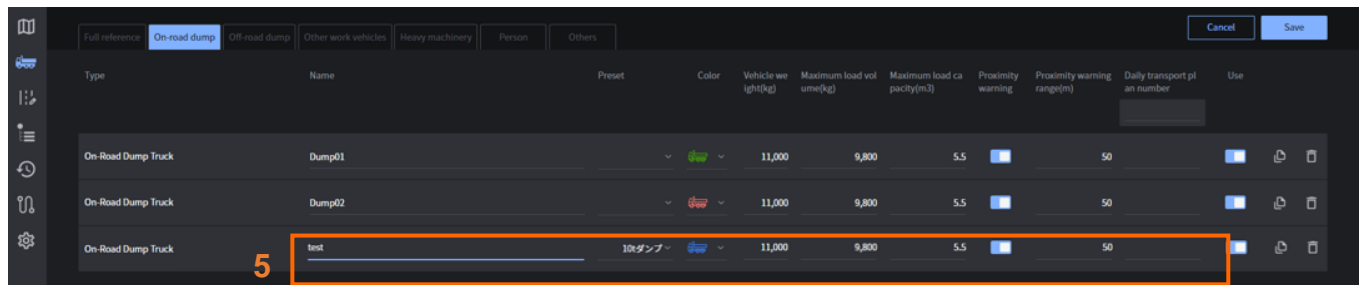 Full reference On-road dump Off-road dump Other work vehicles Heavy machinery Person Others Cancel Save
Type Name Preset Color Vehicle we Maximum load vol Maximum load ca Proximity Proximity warning Daily transport pl Use
ight(kg) ume(kg) pacity(m3) warning range(m) an number
On-Road Dump Truck Dump01 11,000 9,800 5.5 50
On-Road Dump Truck Dump02 11,000 9,800 5.5 50
On-Road Dump Truck test 10tダンプ 11,000 9,800 5.5 50
5